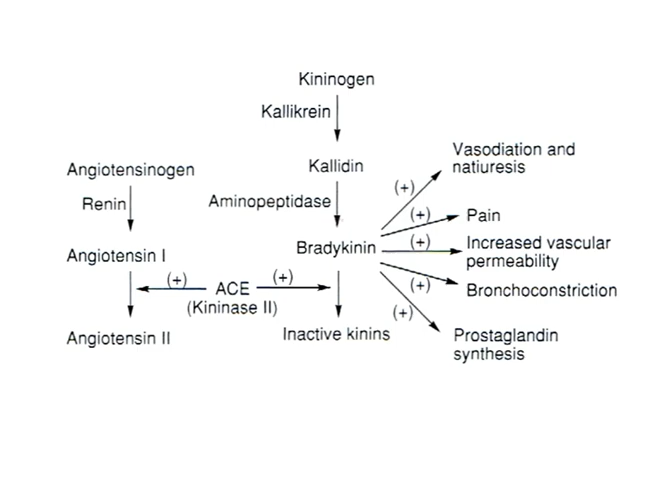 Kininogen
Kallikrein
Kallidin
Aminopeptidase
Bradykinin
Inactive kinins
Angiotensinogen
Renin
Angiotensin I
Angiotensin II
(+) ACE (+)
(Kininase II)
(+)
Vasodiation and
natiuresis
(+)
Pain
(+)
Increased vascular
permeability
(+)
Bronchoconstriction
(+)
Prostaglandin
synthesis